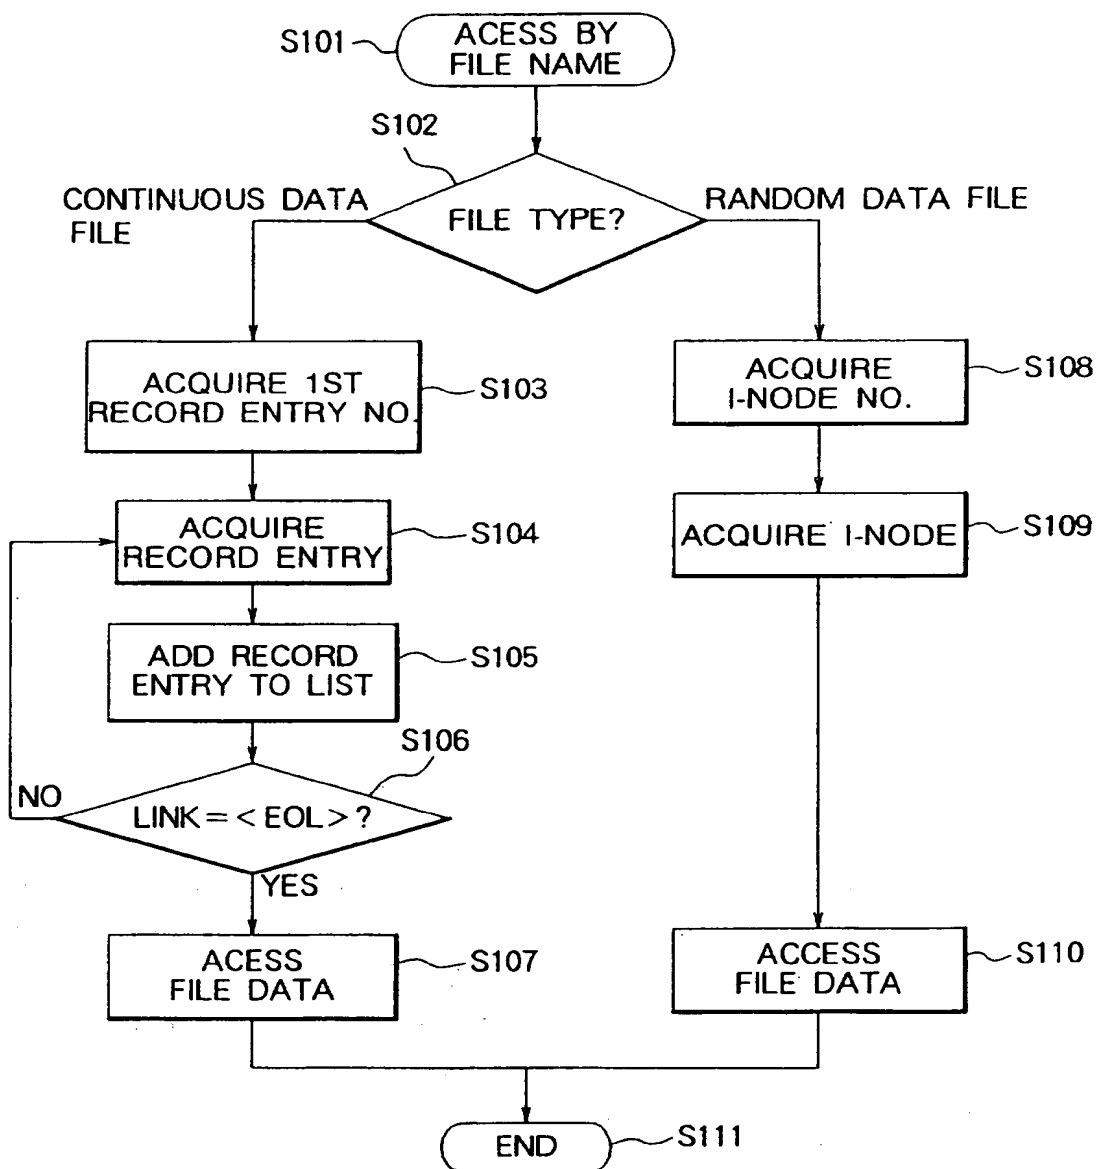 S101
ACESS BY
FILE NAME
S102
CONTINUOUS DATA
FILE
FILE TYPE?
RANDOM DATA FILE
ACQUIRE 1ST
RECORD ENTRY NO.
S103
ACQUIRE
RECORD ENTRY
S104
ADD RECORD
ENTRY TO LIST
S105
S106
NO
LINK=<EOL>?
YES
ACESS
FILE DATA
S107
ACQUIRE
I-NODE NO.
S108
ACQUIRE I-NODE
S109
ACCESS
FILE DATA
S110
END
S111